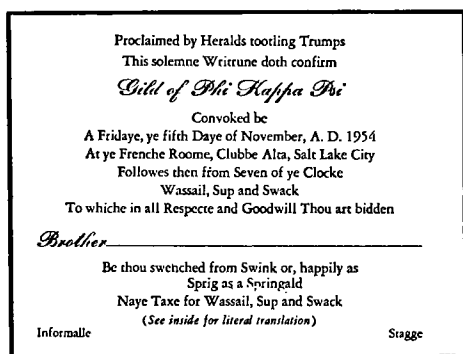 Proclaimed by Heralds tootling Trumps
This solemne Writtune doth confirm
Gild of Phi Kappa Psi
Convoked be
A Fridaye, ye fifth Daye of November, A. D. 1954
At ye Frenche Roome, Clubbe Alta, Salt Lake City
Followes then ffom Seven of ye Clocke
Wassail, Sup and Swack
To whiche in all Respecte and Goodwill Thou art bidden
Brother
Be thou swenched from Swink or, happily as
Sprig as a Springald
Naye Taxe for Wassail, Sup and Swack
(See inside for literal translation)
Informalle Stagge